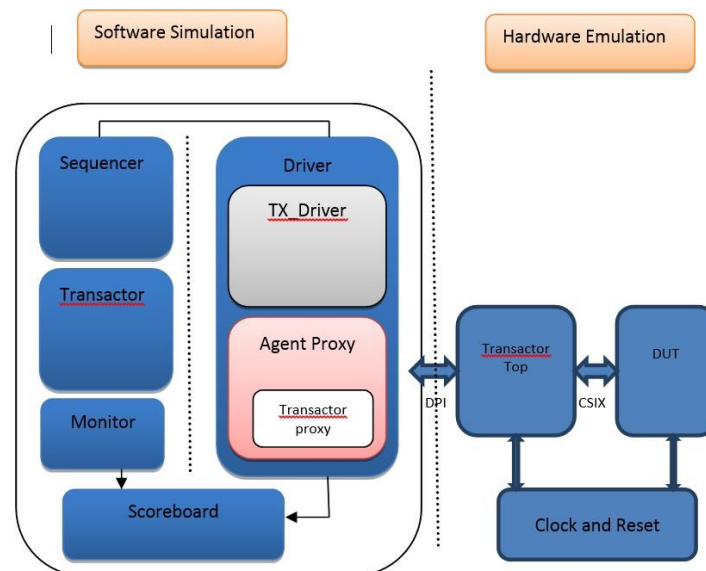 Software Simulation
Hardware Emulation
Sequencer
Driver
TX_Driver
Transactor
Agent Proxy
Transactor
proxy
Monitor
Scoreboard
DPI
Transactor
Top
CSIX
DUT
Clock and Reset